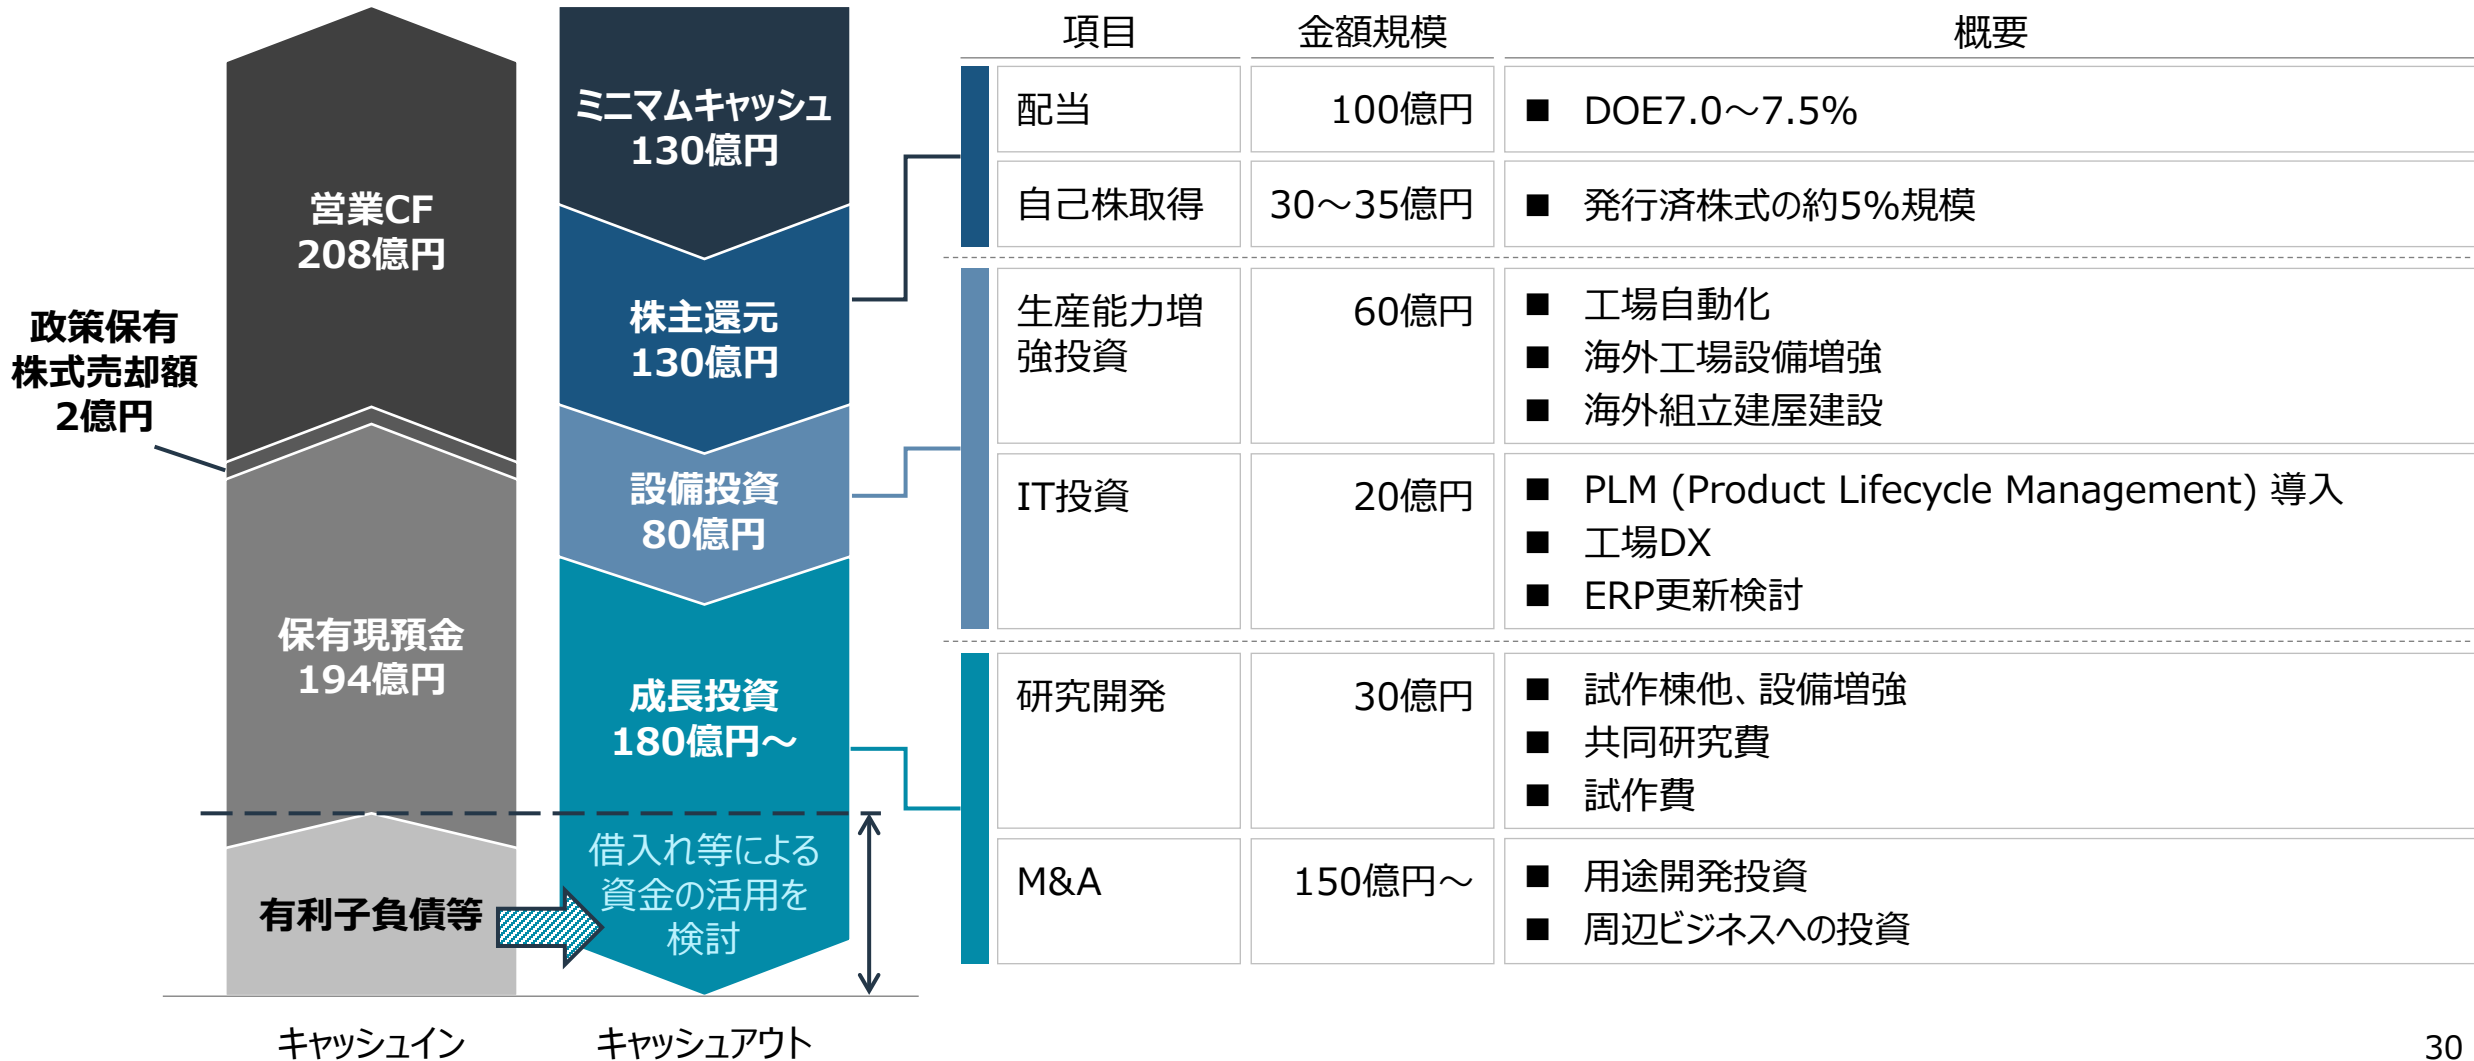 営業CF
208億円
政策保有
株式売却額
2億円
保有現預金
194億円
有利子負債等
キャッシュイン
ミニマムキャッシュ
130億円
株主還元
130億円
設備投資
80億円
成長投資
180億円～
借入れ等による
資金の活用を
検討
キャッシュアウト
項目 金額規模 概要
配当 100億円 ■ DOE7.0～7.5%
自己株取得 30～35億円 ■ 発行済株式の約5%規模
生産能力増 60億円 ■ 工場自動化
強投資 ■ 海外工場設備増強
■ 海外組立建屋建設
IT投資 20億円 ■ PLM (Product Lifecycle Management) 導入
■ 工場DX
■ ERP更新検討
研究開発 30億円 ■ 試作棟他、設備増強
■ 共同研究費
■ 試作費
M&A 150億円～ ■ 用途開発投資
■ 周辺ビジネスへの投資
30